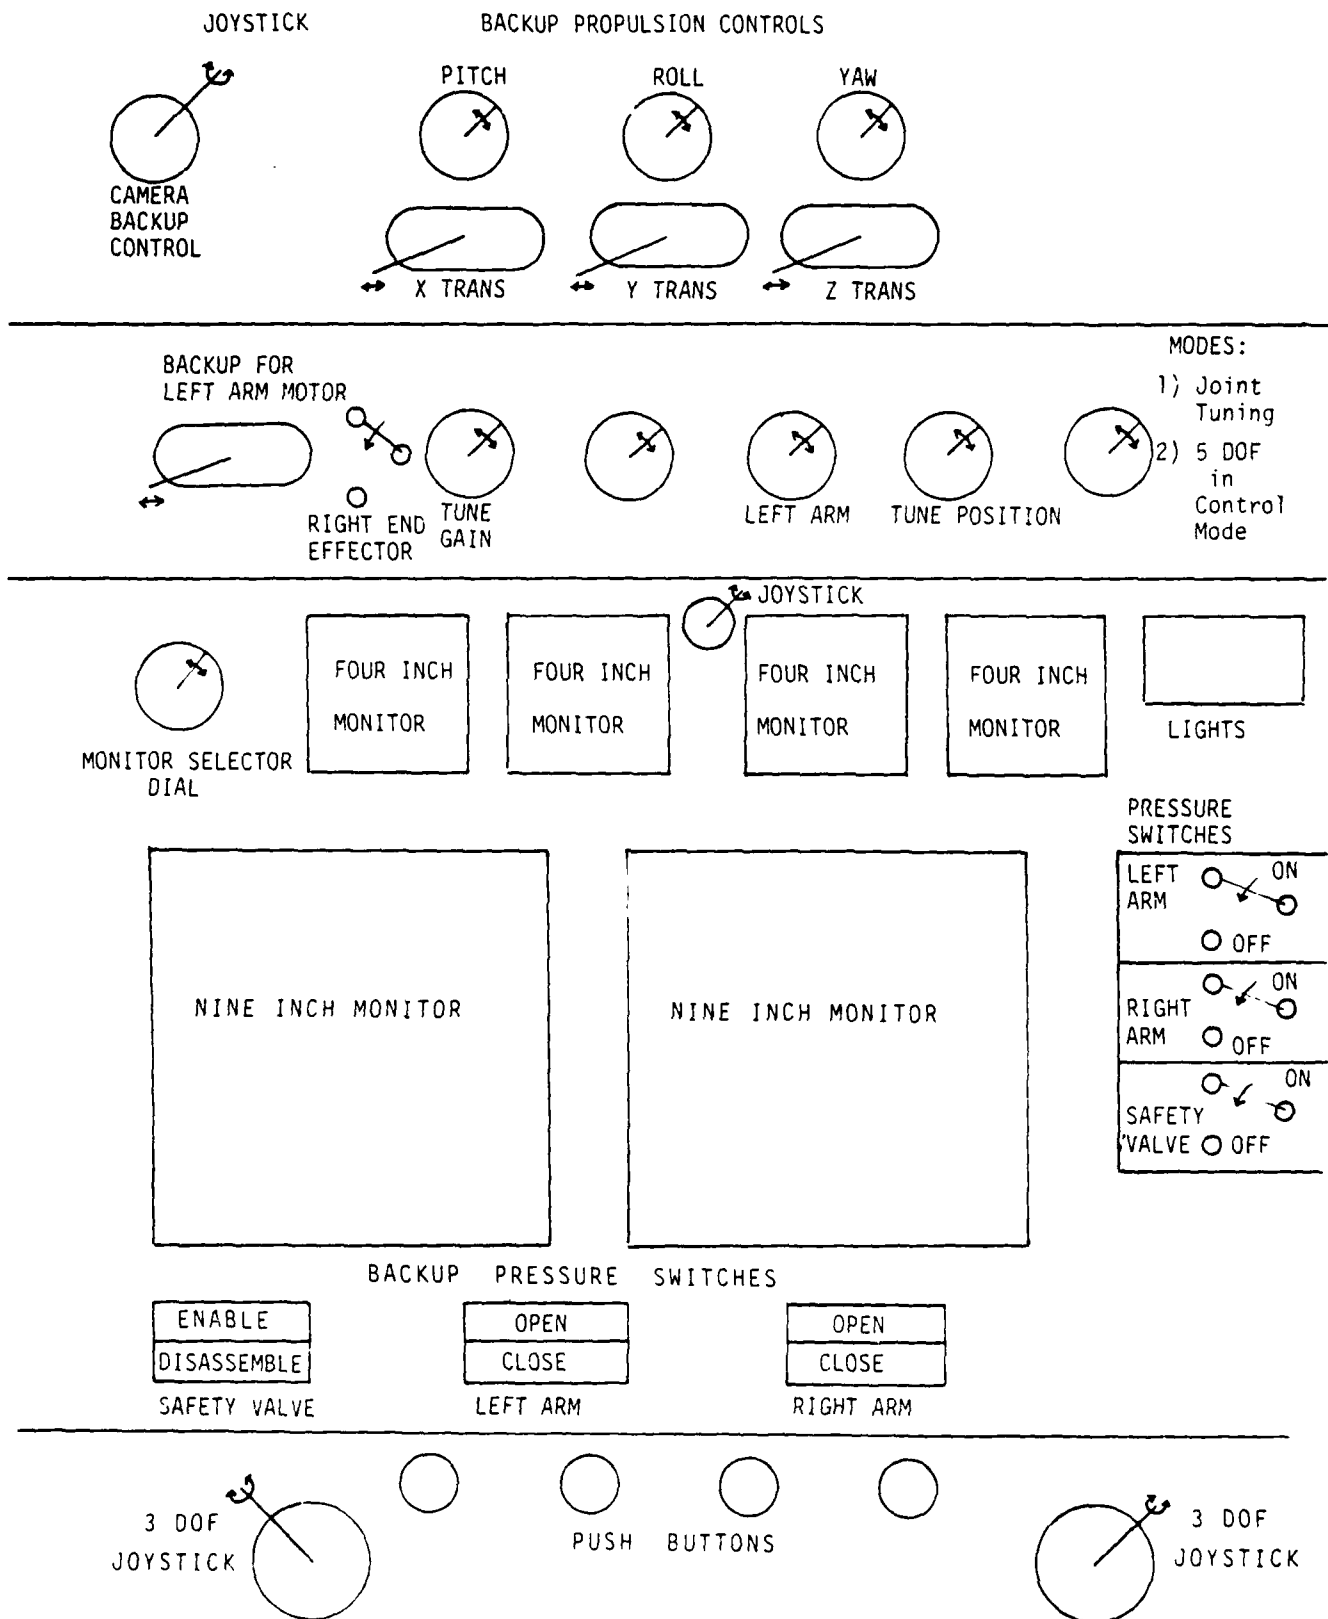 JOYSTICK
BACKUP PROPULSION CONTROLS
PITCH
ROLL
YAW
CAMERA
BACKUP
CONTROL
X TRANS
Y TRANS
Z TRANS
BACKUP FOR
LEFT ARM MOTOR
RIGHT END
EFFECTOR
TUNE
GAIN
LEFT ARM
TUNE POSITION
MODES:
1) Joint
Tuning
2) 5 DOF
in
Control
Mode
JOYSTICK
MONITOR SELECTOR
DIAL
FOUR INCH
MONITOR
FOUR INCH
MONITOR
FOUR INCH
MONITOR
FOUR INCH
MONITOR
LIGHTS
PRESSURE
SWITCHES
LEFT
ARM
ON
OFF
RIGHT
ARM
ON
OFF
SAFETY
VALVE
ON
OFF
NINE INCH MONITOR
NINE INCH MONITOR
BACKUP PRESSURE SWITCHES
ENABLE
DISASSEMBLE
SAFETY VALVE
OPEN
CLOSE
LEFT ARM
OPEN
CLOSE
RIGHT ARM
3 DOF
JOYSTICK
PUSH BUTTONS
3 DOF
JOYSTICK